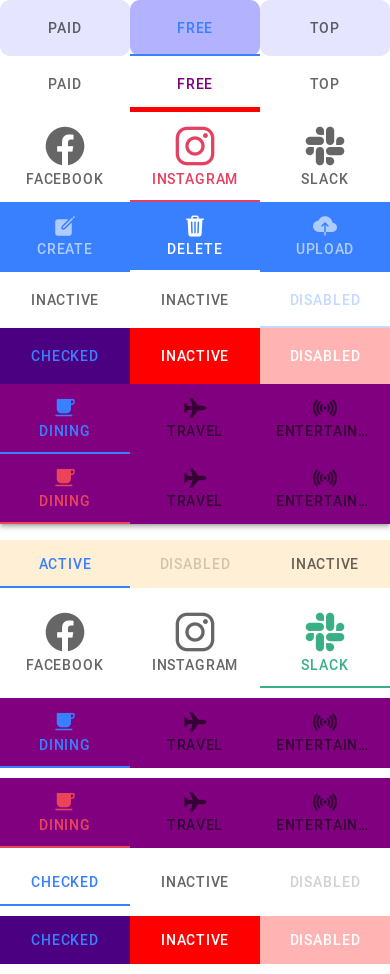 PAID FREE TOP
PAID FREE TOP
FACEBOOK INSTAGRAM SLACK
CREATE DELETE UPLOAD
INACTIVE INACTIVE DISABLED
CHECKED INACTIVE DISABLED
DINING TRAVEL ENTERTAIN...
DINING TRAVEL ENTERTAIN...
ACTIVE DISABLED INACTIVE
FACEBOOK INSTAGRAM SLACK
DINING TRAVEL ENTERTAIN...
DINING TRAVEL ENTERTAIN...
CHECKED INACTIVE DISABLED
CHECKED INACTIVE DISABLED